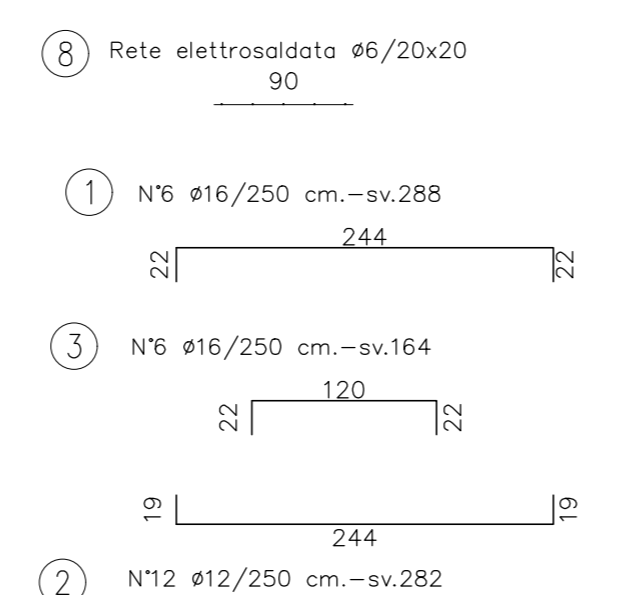 8 Rete elettrosaldata ø6/20x20
90
1 N°6 ø16/250 cm.-sv.288
244
22 22
3 N°6 ø16/250 cm.-sv.164
120
22 22
19 19
244
2 N°12 ø12/250 cm.-sv.282